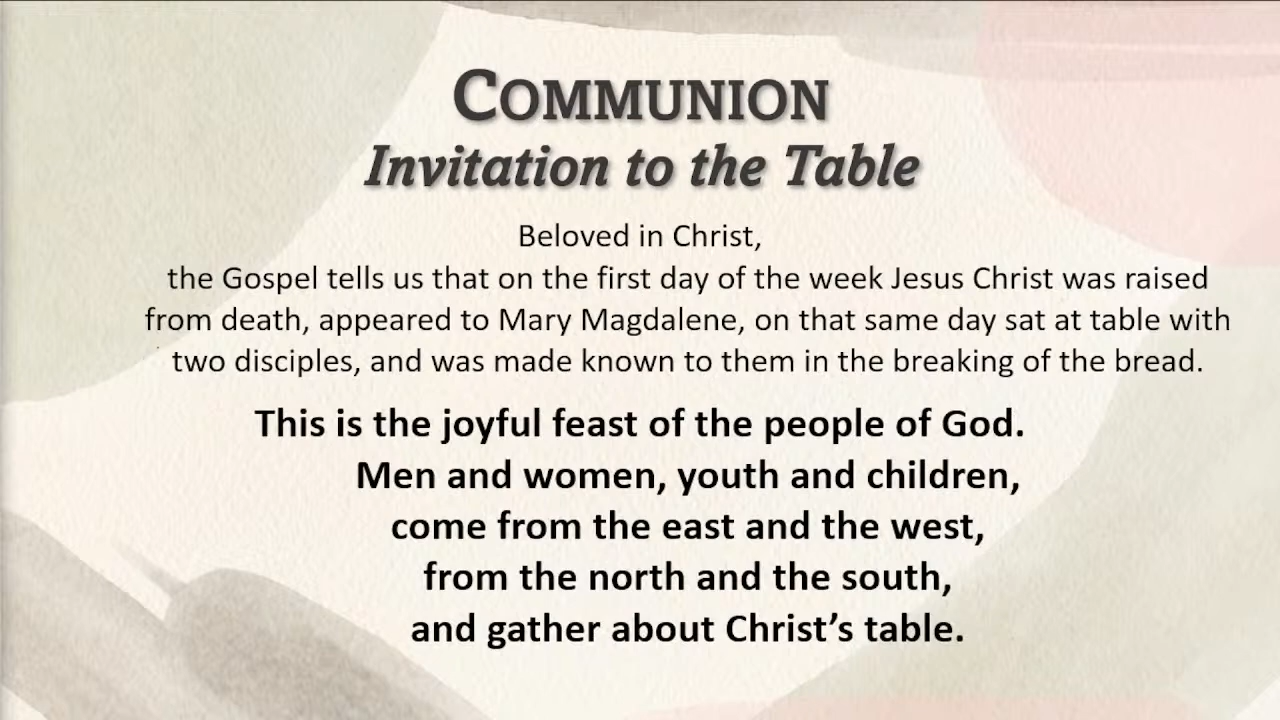 COMMUNION
Invitation to the Table
Beloved in Christ,
the Gospel tells us that on the first day of the week Jesus Christ was raised
from death, appeared to Mary Magdalene, on that same day sat at table with
two disciples, and was made known to them in the breaking of the bread.
This is the joyful feast of the people of God.
Men and women, youth and children,
come from the east and the west,
from the north and the south,
and gather about Christ’s table.